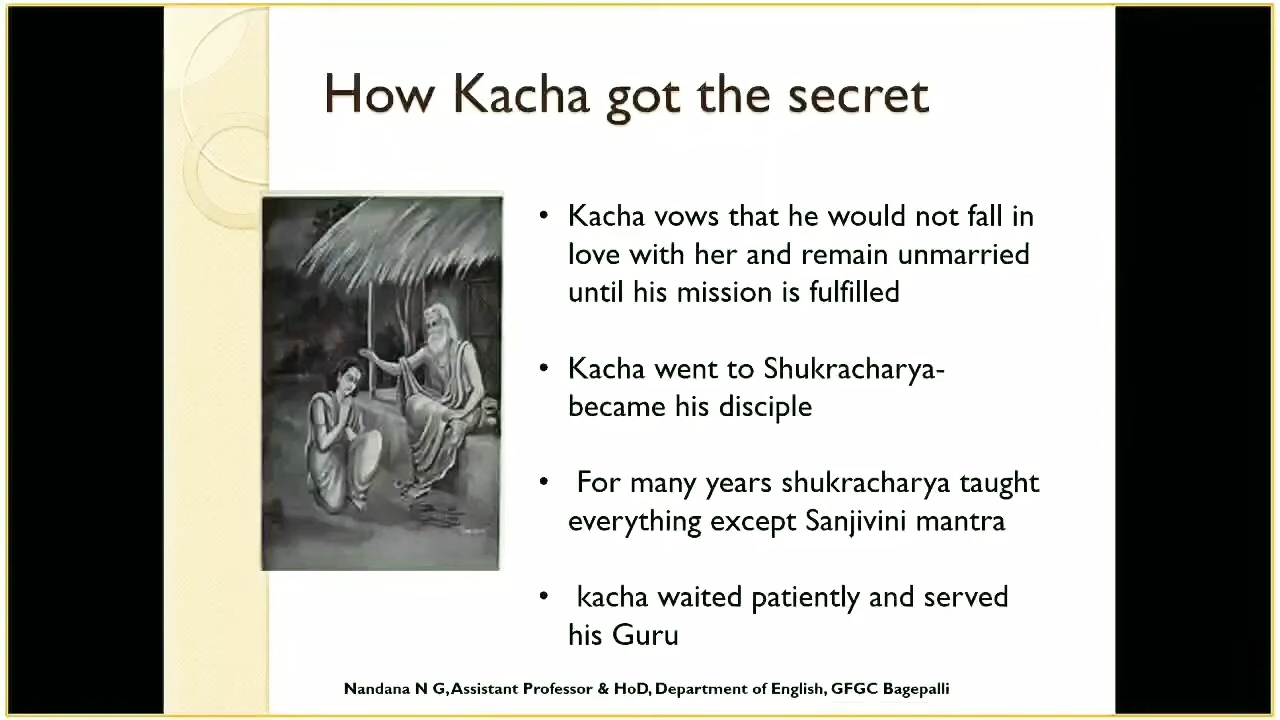 How Kacha got the secret
• Kacha vows that he would not fall in
love with her and remain unmarried
until his mission is fulfilled
• Kacha went to Shukracharya-
became his disciple
• For many years shukracharya taught
everything except Sanjivini mantra
• kacha waited patiently and served
his Guru
Nandana N G,Assistant Professor & HoD, Department of English, GFGC Bagepalli